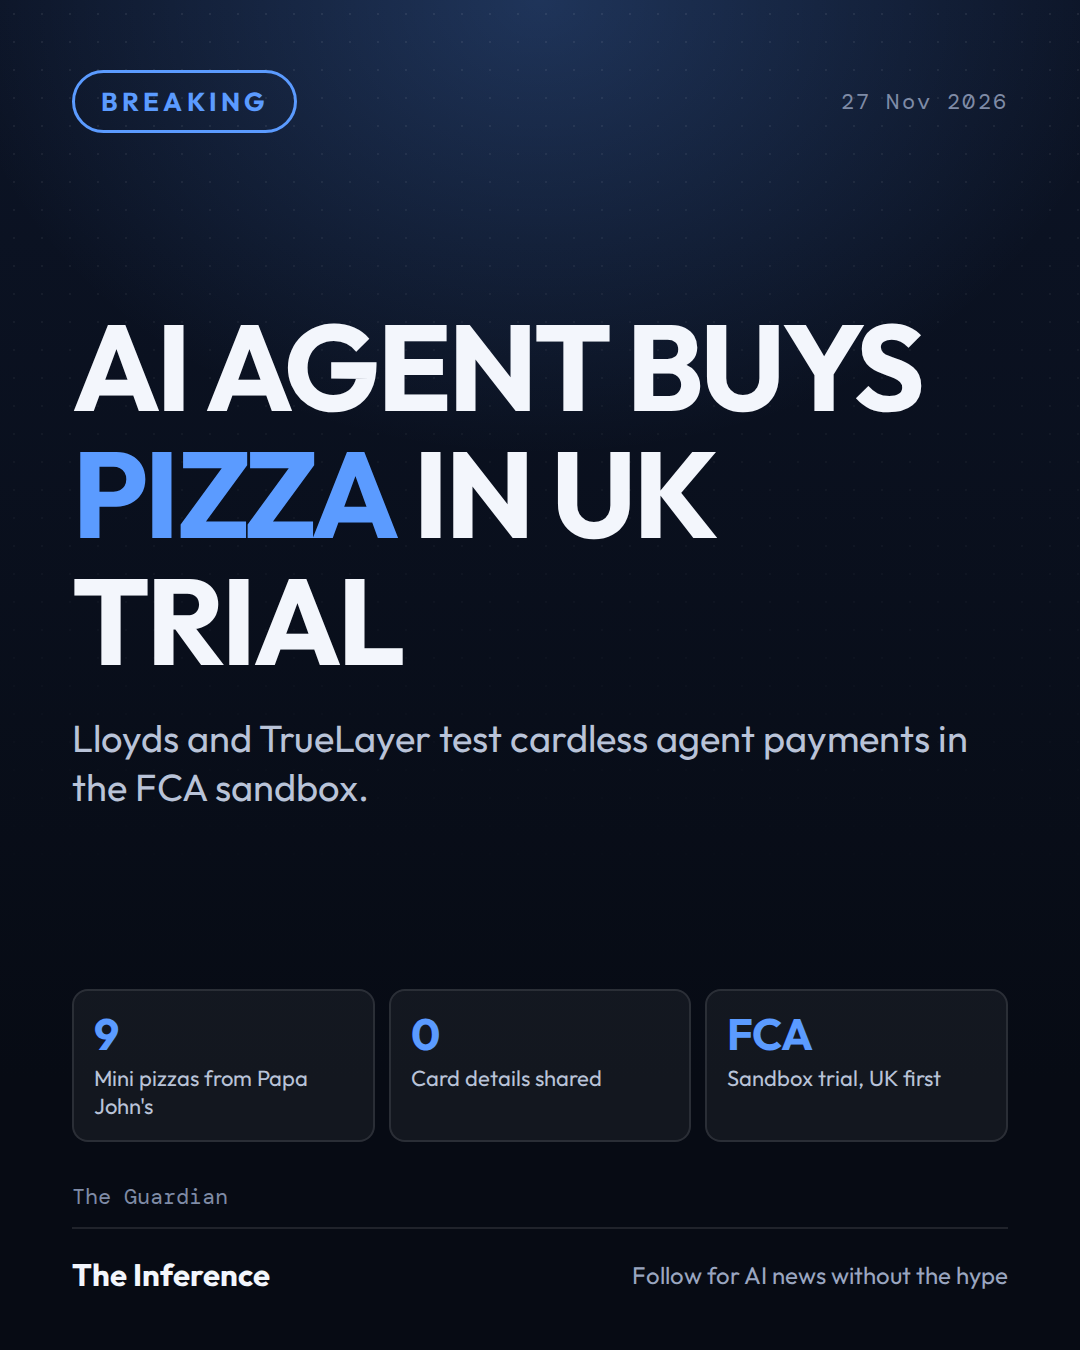 BREAKING
27 Nov 2026
AI AGENT BUYS
PIZZA IN UK
TRIAL
Lloyds and TrueLayer test cardless agent payments in
the FCA sandbox.
9
Mini pizzas from Papa
John's
0
Card details shared
FCA
Sandbox trial, UK first
The Guardian
The Inference
Follow for AI news without the hype